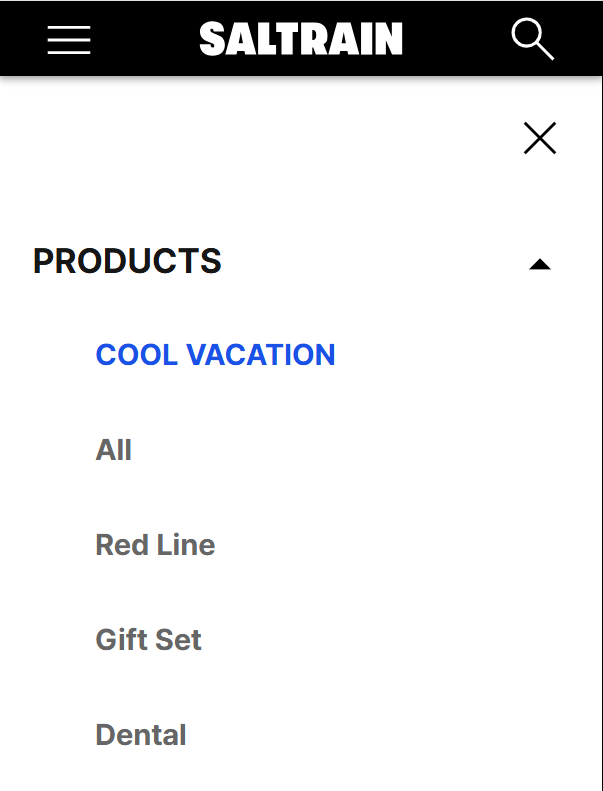 SALTRAIN
PRODUCTS
COOL VACATION
All
Red Line
Gift Set
Dental